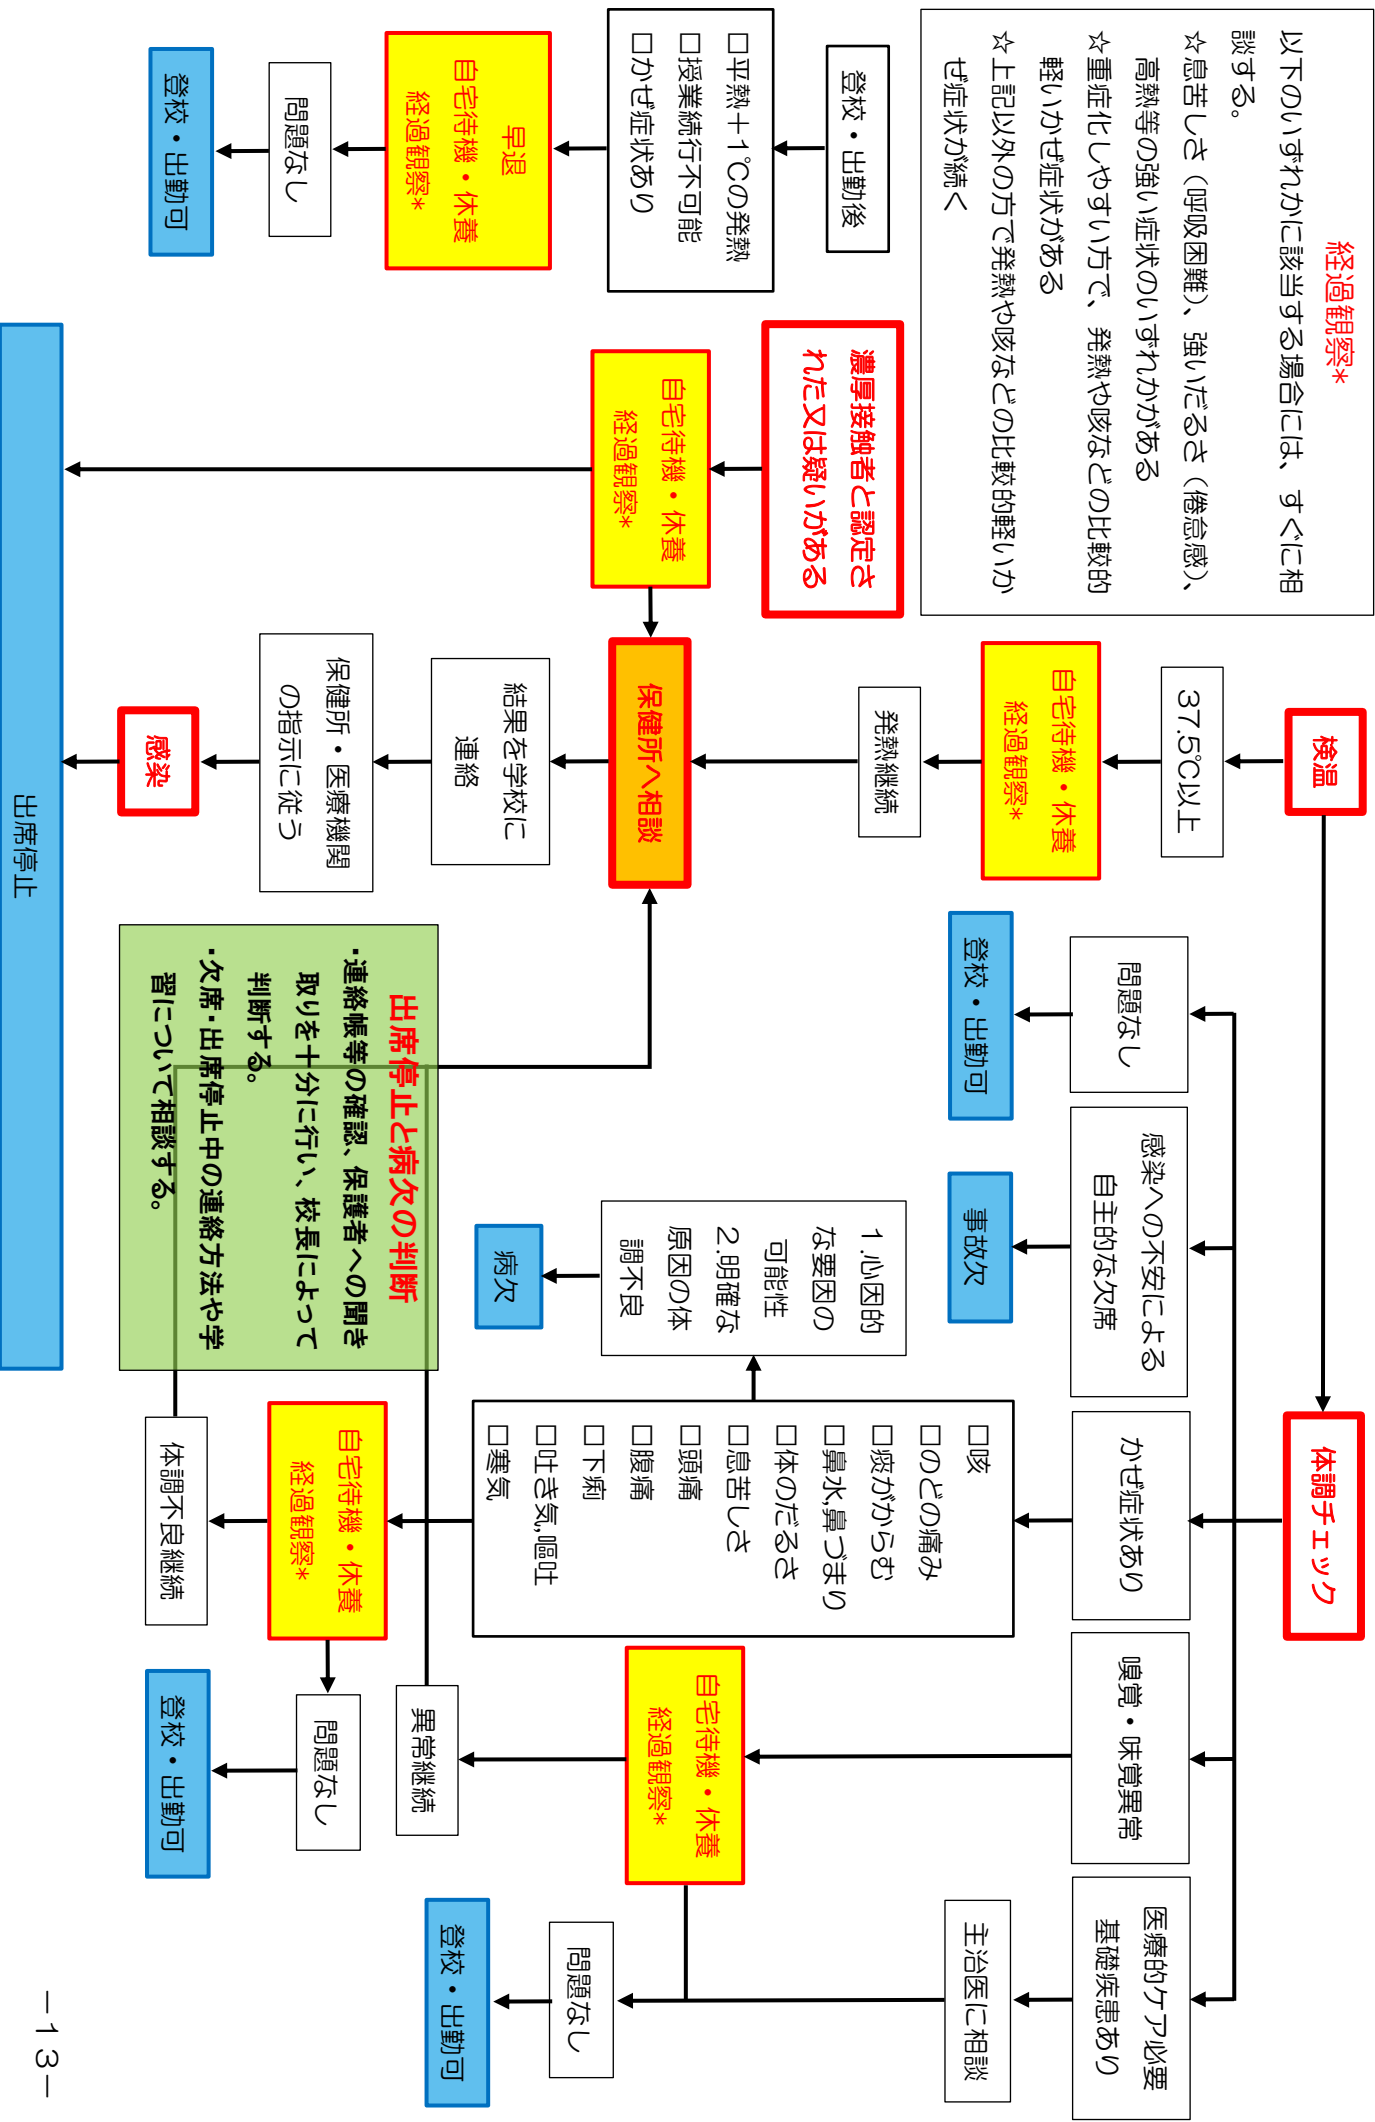 経過観察*
以下のいずれかに該当する場合には、すぐに相
談する。
☆息苦しさ（呼吸困難）、強いだるさ（倦怠感）、
高熱等の強い症状のいずれかがある
☆重症化しやすい方で、発熱や咳などの比較的
軽いかぜ症状がある
☆上記以外の方で発熱や咳などの比較的軽いか
ぜ症状が続く
検温
体調チェック
37.5℃以上
自宅待機・休養
経過観察*
発熱継続
保健所へ相談
結果を学校に
連絡
保健所・医療機関
の指示に従う
感染
出席停止
登校・出勤後
□平熱＋1℃の発熱
□授業続行不可能
□かぜ症状あり
早退
自宅待機・休養
経過観察*
問題なし
登校・出勤可
濃厚接触者と認定さ
れた又は疑いがある
自宅待機・休養
経過観察*
問題なし
登校・出勤可
感染への不安による
自主的な欠席
事故欠
かぜ症状あり
□咳
□のどの痛み
□痰がからむ
□鼻水,鼻づまり
□体のだるさ
□息苦しさ
□頭痛
□腹痛
□下痢
□吐き気,嘔吐
□寒気
1.心因的
な要因の
可能性
2.明確な
原因の体
調不良
病欠
自宅待機・休養
経過観察*
体調不良継続
問題なし
登校・出勤可
嗅覚・味覚異常
自宅待機・休養
経過観察*
異常継続
医療的ケア必要
基礎疾患あり
主治医に相談
問題なし
登校・出勤可
出席停止と病欠の判断
・連絡帳等の確認、保護者への聞き
取りを十分に行い、校長によって
判断する。
・欠席・出席停止中の連絡方法や学
習について相談する。
－13－